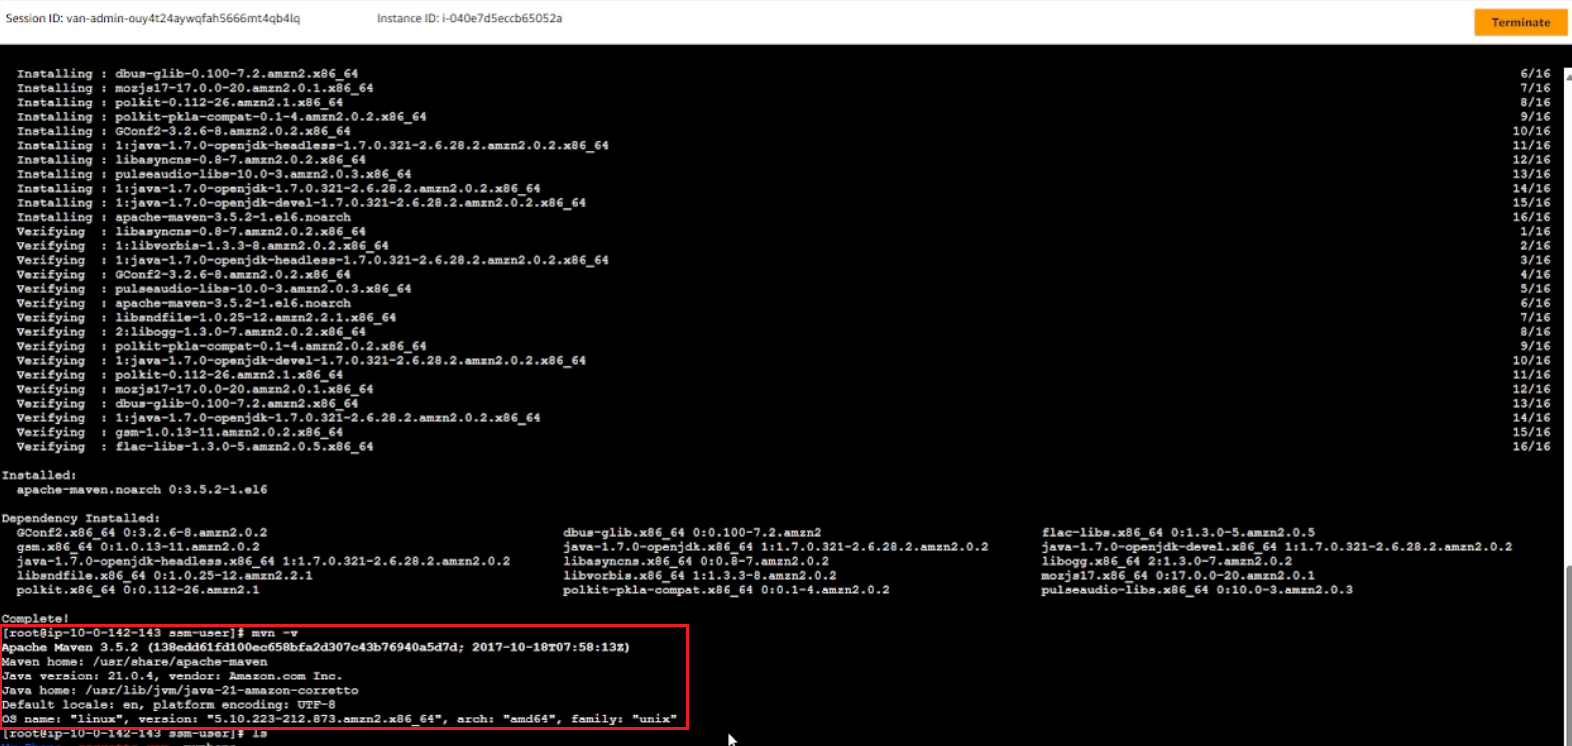 Session ID: van-admin-ouy4t24aywqfah5666mt4qb4lq Instance ID: i-040e7d5eccb65052a Terminate
Installing : dbus-glib-0.100-7.2.amzn2.x86_64 6/16
Installing : mozjs17-17.0.0-20.amzn2.0.1.x86_64 7/16
Installing : polkit-0.112-26.amzn2.1.x86_64 8/16
Installing : polkit-pkla-compat-0.1-4.amzn2.0.2.x86_64 9/16
Installing : GConf2-3.2.6-8.amzn2.0.2.x86_64 10/16
Installing : 1:java-1.7.0-openjdk-headless-1.7.0.321-2.6.28.2.amzn2.0.2.x86_64 11/16
Installing : libasyncns-0.8-7.amzn2.0.2.x86_64 12/16
Installing : pulseaudio-libs-10.0-3.amzn2.0.3.x86_64 13/16
Installing : 1:java-1.7.0-openjdk-1.7.0.321-2.6.28.2.amzn2.0.2.x86_64 14/16
Installing : 1:java-1.7.0-openjdk-devel-1.7.0.321-2.6.28.2.amzn2.0.2.x86_64 15/16
Installing : apache-maven-3.5.2-1.el6.noarch 16/16
Verifying : libasyncns-0.8-7.amzn2.0.2.x86_64 1/16
Verifying : 1:libvorbis-1.3.3-8.amzn2.0.2.x86_64 2/16
Verifying : 1:java-1.7.0-openjdk-headless-1.7.0.321-2.6.28.2.amzn2.0.2.x86_64 3/16
Verifying : GConf2-3.2.6-8.amzn2.0.2.x86_64 4/16
Verifying : pulseaudio-libs-10.0-3.amzn2.0.3.x86_64 5/16
Verifying : apache-maven-3.5.2-1.el6.noarch 6/16
Verifying : libsndfile-1.0.25-12.amzn2.2.1.x86_64 7/16
Verifying : 2:libogg-1.3.0-7.amzn2.0.2.x86_64 8/16
Verifying : polkit-pkla-compat-0.1-4.amzn2.0.2.x86_64 9/16
Verifying : 1:java-1.7.0-openjdk-devel-1.7.0.321-2.6.28.2.amzn2.0.2.x86_64 10/16
Verifying : polkit-0.112-26.amzn2.1.x86_64 11/16
Verifying : mozjs17-17.0.0-20.amzn2.0.1.x86_64 12/16
Verifying : dbus-glib-0.100-7.2.amzn2.x86_64 13/16
Verifying : 1:java-1.7.0-openjdk-1.7.0.321-2.6.28.2.amzn2.0.2.x86_64 14/16
Verifying : gsm-1.0.13-11.amzn2.0.2.x86_64 15/16
Verifying : flac-libs-1.3.0-5.amzn2.0.5.x86_64 16/16
Installed:
apache-maven.noarch 0:3.5.2-1.el6
Dependency Installed:
GConf2.x86_64 0:3.2.6-8.amzn2.0.2 dbus-glib.x86_64 0:0.100-7.2.amzn2 flac-libs.x86_64 0:1.3.0-5.amzn2.0.5
gsm.x86_64 0:1.0.13-11.amzn2.0.2 java-1.7.0-openjdk.x86_64 1:1.7.0.321-2.6.28.2.amzn2.0.2 java-1.7.0-openjdk-devel.x86_64 1:1.7.0.321-2.6.28.2.amzn2.0.2
java-1.7.0-openjdk-headless.x86_64 1:1.7.0.321-2.6.28.2.amzn2.0.2 libasyncns.x86_64 0:0.8-7.amzn2.0.2 libogg.x86_64 2:1.3.0-7.amzn2.0.2
libsndfile.x86_64 0:1.0.25-12.amzn2.2.1 libvorbis.x86_64 1:1.3.3-8.amzn2.0.2 mozjs17.x86_64 0:17.0.0-20.amzn2.0.1
polkit.x86_64 0:0.112-26.amzn2.1 polkit-pkla-compat.x86_64 0:0.1-4.amzn2.0.2 pulseaudio-libs.x86_64 0:10.0-3.amzn2.0.3
Complete!
[root@ip-10-0-142-143 ssm-user]# mvn -v
Apache Maven 3.5.2 (138edd61fd100ec658bfa2d307c43b76940a5d7d; 2017-10-18T07:58:13Z)
Maven home: /usr/share/apache-maven
Java version: 21.0.4, vendor: Amazon.com Inc.
Java home: /usr/lib/jvm/java-21-amazon-corretto
Default locale: en, platform encoding: UTF-8
OS name: "linux", version: "5.10.223-212.873.amzn2.x86_64", arch: "amd64", family: "unix"
[root@ip-10-0-142-143 ssm-user]# ls